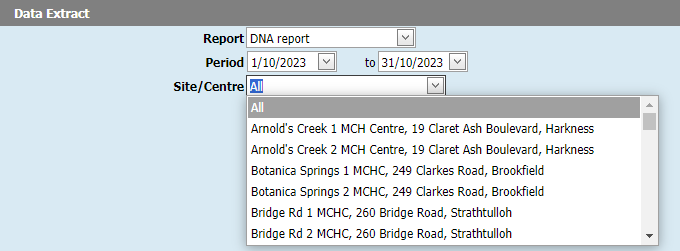 Data Extract
Report DNA report
Period 1/10/2023 to 31/10/2023
Site/Centre All
All
Arnold's Creek 1 MCH Centre, 19 Claret Ash Boulevard, Harkness
Arnold's Creek 2 MCH Centre, 19 Claret Ash Boulevard, Harkness
Botanica Springs 1 MCHC, 249 Clarkes Road, Brookfield
Botanica Springs 2 MCHC, 249 Clarkes Road, Brookfield
Bridge Rd 1 MCHC, 260 Bridge Road, Strathtulloh
Bridge Rd 2 MCHC, 260 Bridge Road, Strathtulloh